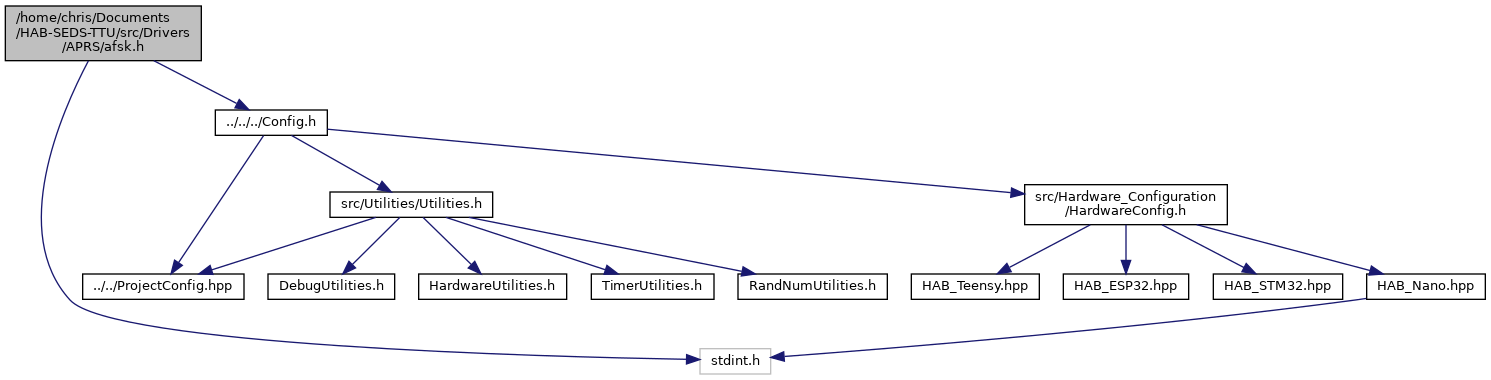 /home/chris/Documents
/HAB-SEDS-TTU/src/Drivers
/APRS/afsk.h
../../../Config.h
src/Utilities/Utilities.h
src/Hardware_Configuration
/HardwareConfig.h
../../ProjectConfig.hpp
DebugUtilities.h
HardwareUtilities.h
TimerUtilities.h
RandNumUtilities.h
HAB_Teensy.hpp
HAB_ESP32.hpp
HAB_STM32.hpp
HAB_Nano.hpp
stdint.h